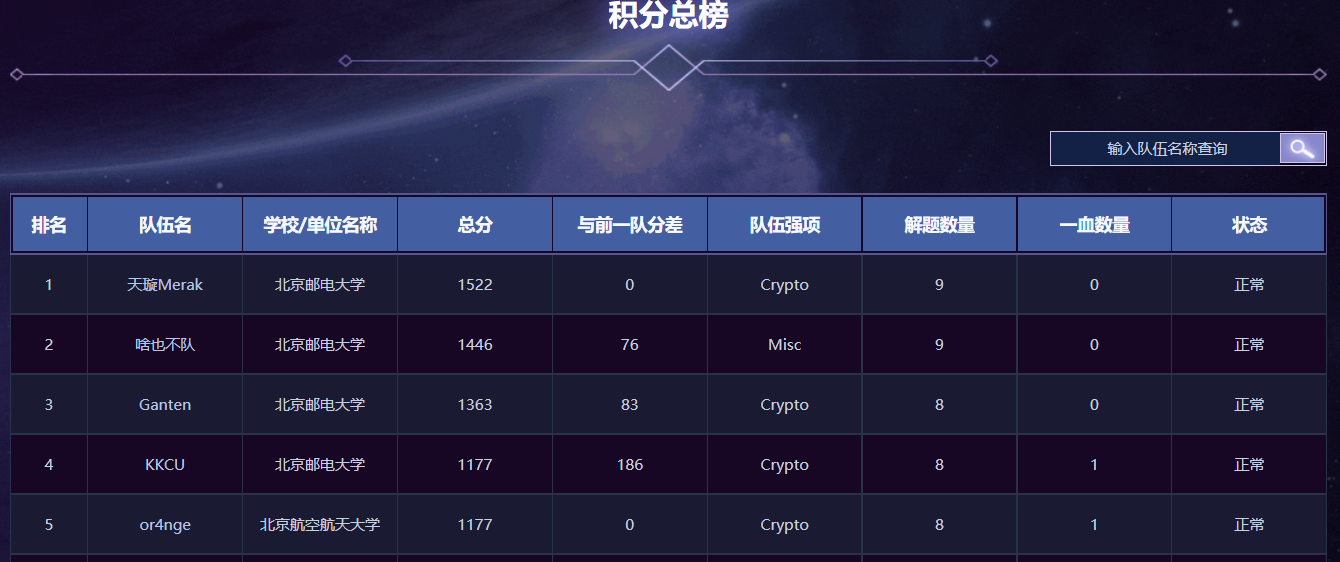 积分总榜
输入队伍名称查询
排名 队伍名 学校/单位名称 总分 与前一队分差 队伍强项 解题数量 一血数量 状态
1 天璇Merak 北京邮电大学 1522 0 Crypto 9 0 正常
2 啥也不队 北京邮电大学 1446 76 Misc 9 0 正常
3 Ganten 北京邮电大学 1363 83 Crypto 8 0 正常
4 KKCU 北京邮电大学 1177 186 Crypto 8 1 正常
5 or4nge 北京航空航天大学 1177 0 Crypto 8 1 正常